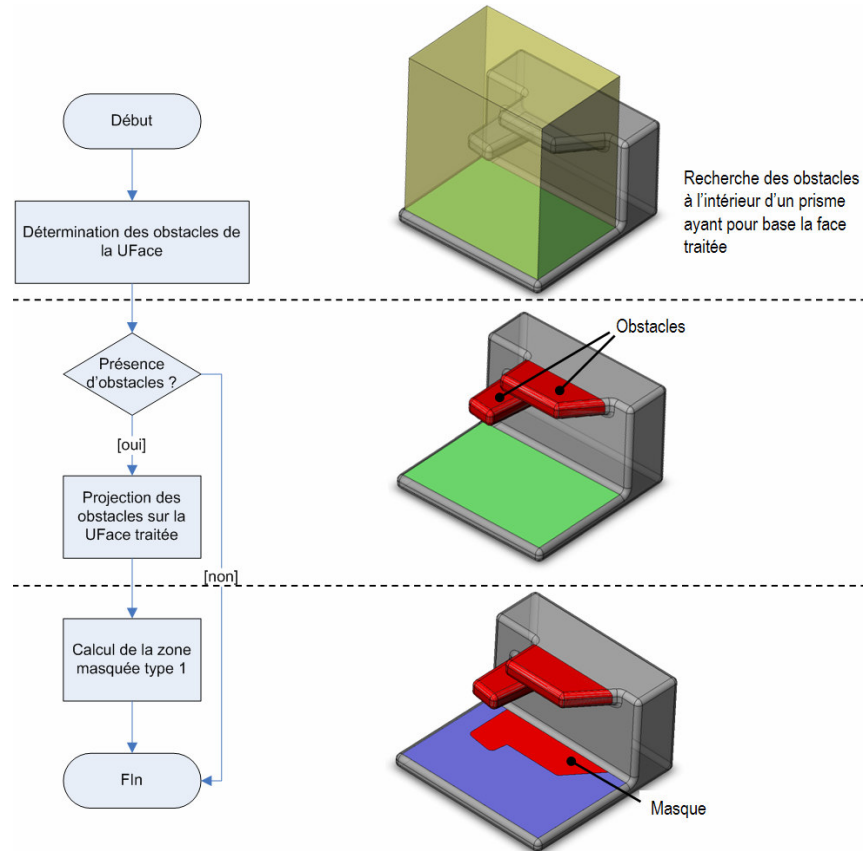 Début
Détermination des obstacles de
la UFace
Recherche des obstacles
à l'intérieur d'un prisme
ayant pour base la face
traitée
Présence
d'obstacles ?
[oui]
Obstacles
Projection des
obstacles sur la
UFace traitée
[non]
Calcul de la zone
masquée type 1
FIn
Masque